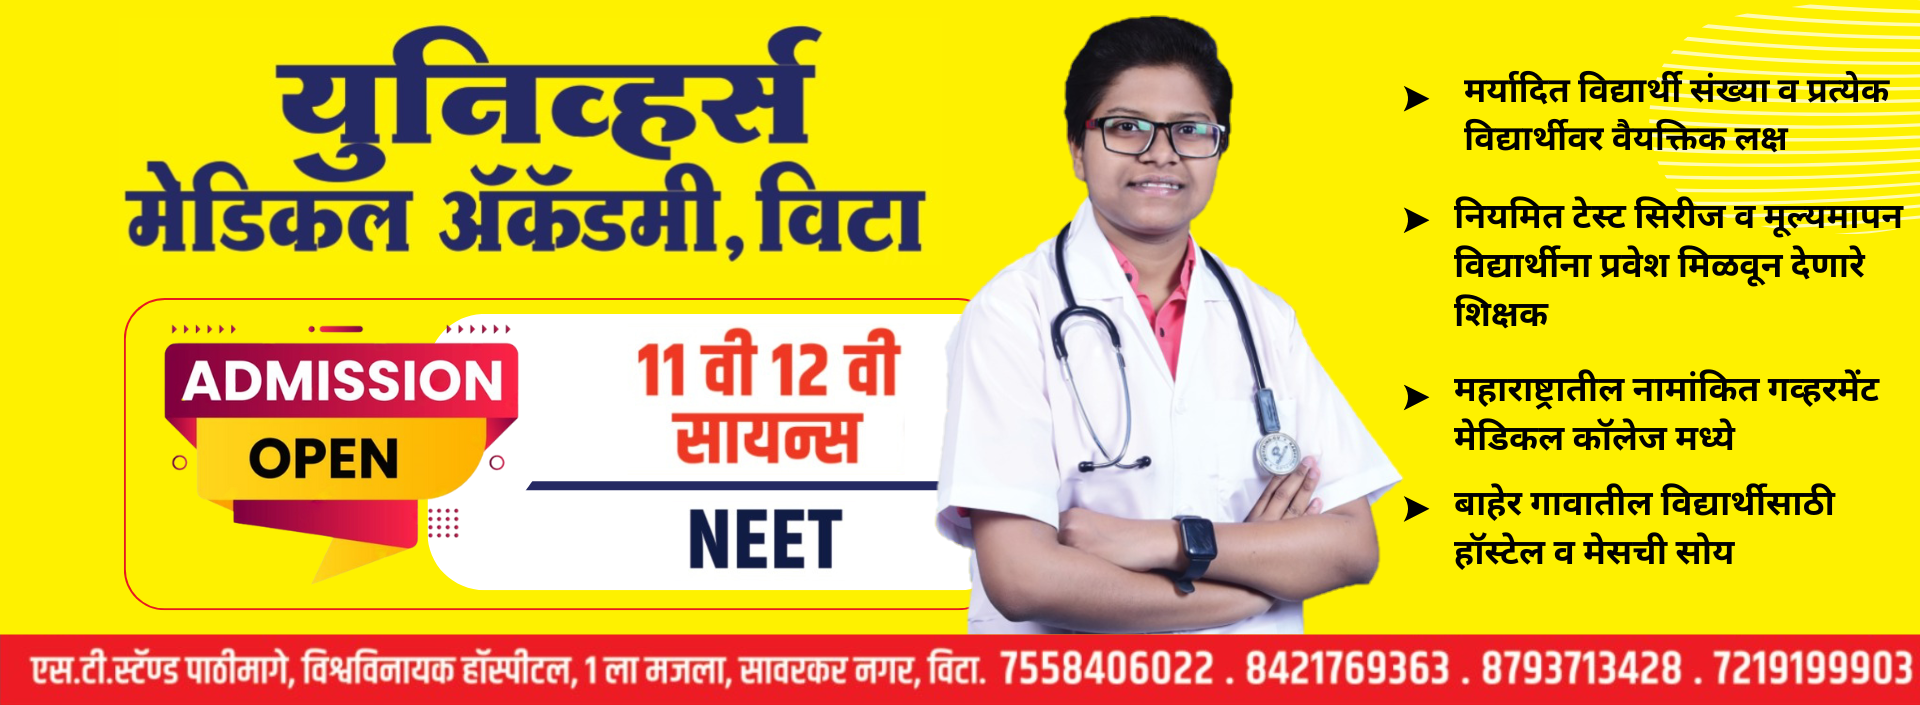 युनिव्हर्स
मेडिकल ॲकॅडमी, विटा
ADMISSION
OPEN
11 वी 12 वी
सायन्स
NEET
➤ मर्यादित विद्यार्थी संख्या व प्रत्येक
विद्यार्थीवर वैयक्तिक लक्ष
➤ नियमित टेस्ट सिरीज व मूल्यमापन
विद्यार्थीना प्रवेश मिळवून देणारे
शिक्षक
➤ महाराष्ट्रातील नामांकित गव्हरमेंट
मेडिकल कॉलेज मध्ये
➤ बाहेर गावातील विद्यार्थीसाठी
हॉस्टेल व मेसची सोय
एस.टी.स्टॅण्ड पाठीमागे, विश्वविनायक हॉस्पीटल, 1 ला मजला, सावरकर नगर, विटा. 7558406022 . 8421769363 . 8793713428 . 7219199903